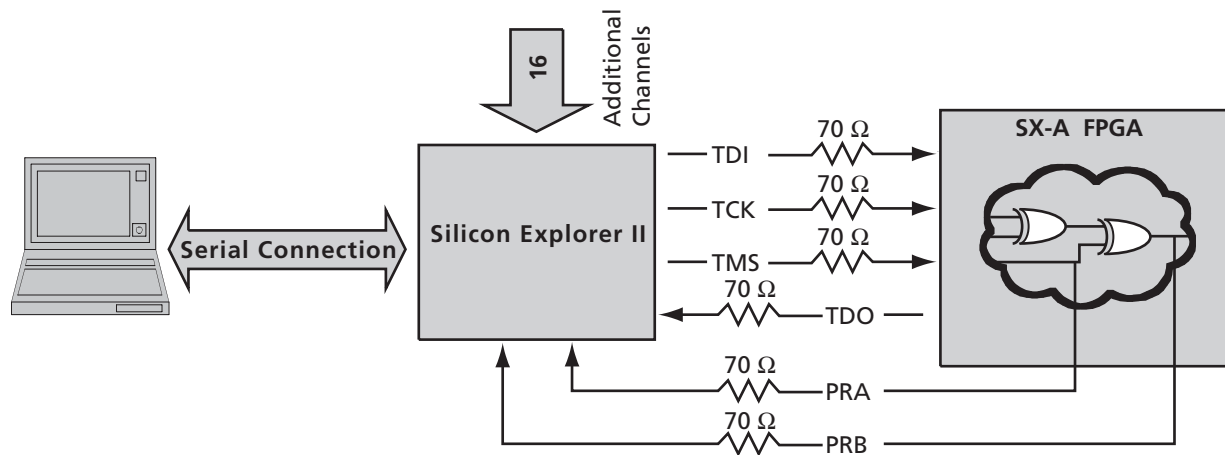 16
Additional
Channels
Serial Connection
Silicon Explorer II
70 Ω
TDI
70 Ω
TCK
70 Ω
TMS
70 Ω
TDO
70 Ω
PRA
70 Ω
PRB
SX-A FPGA